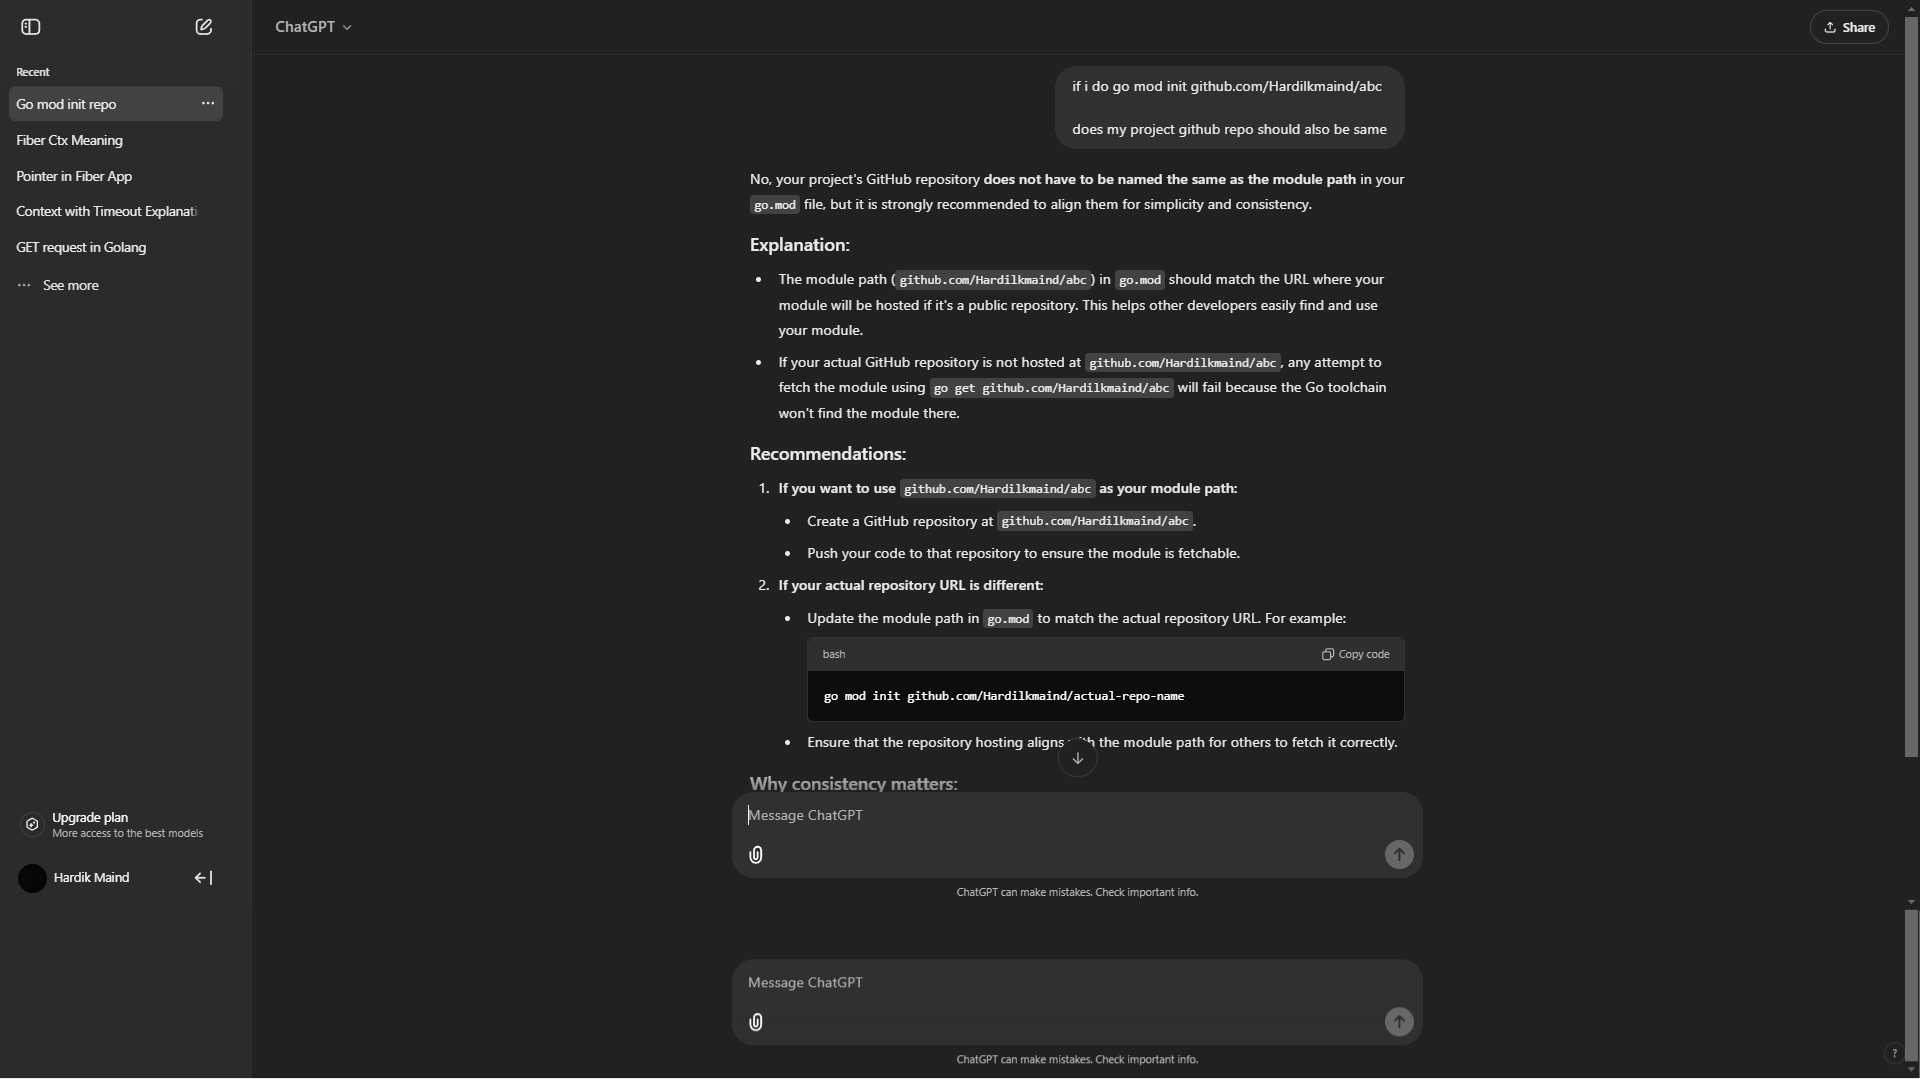 ChatGPT
Share
Recent
Go mod init repo
Fiber Ctx Meaning
Pointer in Fiber App
Context with Timeout Explanati
GET request in Golang
See more
Upgrade plan
More access to the best models
Hardik Maind
if i do go mod init github.com/Hardilkmaind/abc
does my project github repo should also be same
No, your project's GitHub repository does not have to be named the same as the module path in your
go.mod file, but it is strongly recommended to align them for simplicity and consistency.
Explanation:
The module path (github.com/Hardilkmaind/abc) in go.mod should match the URL where your
module will be hosted if it's a public repository. This helps other developers easily find and use
your module.
If your actual GitHub repository is not hosted at github.com/Hardilkmaind/abc, any attempt to
fetch the module using go get github.com/Hardilkmaind/abc will fail because the Go toolchain
won't find the module there.
Recommendations:
1. If you want to use github.com/Hardilkmaind/abc as your module path:
Create a GitHub repository at github.com/Hardilkmaind/abc.
Push your code to that repository to ensure the module is fetchable.
2. If your actual repository URL is different:
Update the module path in go.mod to match the actual repository URL. For example:
bash
Copy code
go mod init github.com/Hardilkmaind/actual-repo-name
Ensure that the repository hosting aligns the module path for others to fetch it correctly.
Why consistency matters:
Message ChatGPT
ChatGPT can make mistakes. Check important info.
Message ChatGPT
ChatGPT can make mistakes. Check important info.
?